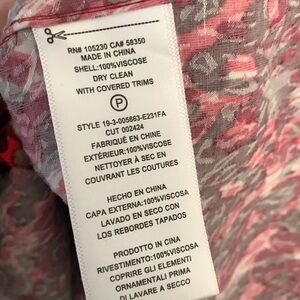 RN# 105230 CA# 58350
MADE IN CHINA
SHELL:100%VISCOSE
DRY CLEAN
WITH COVERED TRIMS
P
STYLE 19-3-005663-E231FA
CUT 002424
FABRIQUÉ EN CHINE
EXTÉRIEUR:100%VISCOSE
NETTOYER À SEC EN
COUVRANT LES COUTURES
HECHO EN CHINA
CAPA EXTERNA:100%VISCOSA
LAVADO EN SECO CON
LOS REBORDES TAPADOS
PRODOTTO IN CINA
RIVESTIMENTO:100%VISCOSA
COPRIRE GLI ELEMENTI
ORNAMENTALI PRIMA
DI LAVARE A SECCO